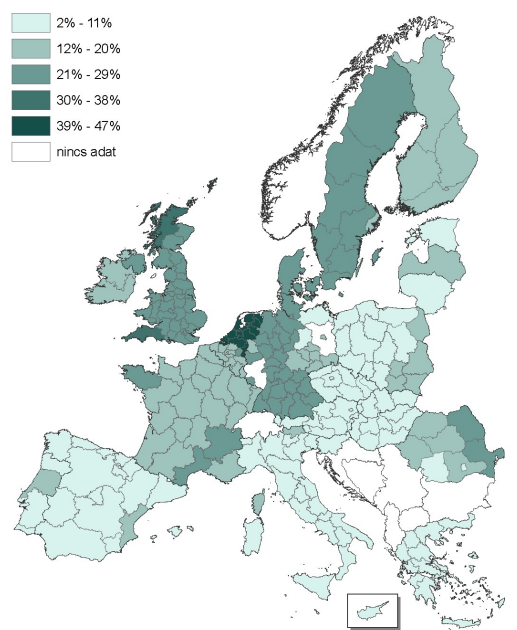 2% - 11%
12% - 20%
21% - 29%
30% - 38%
39% - 47%
nincs adat